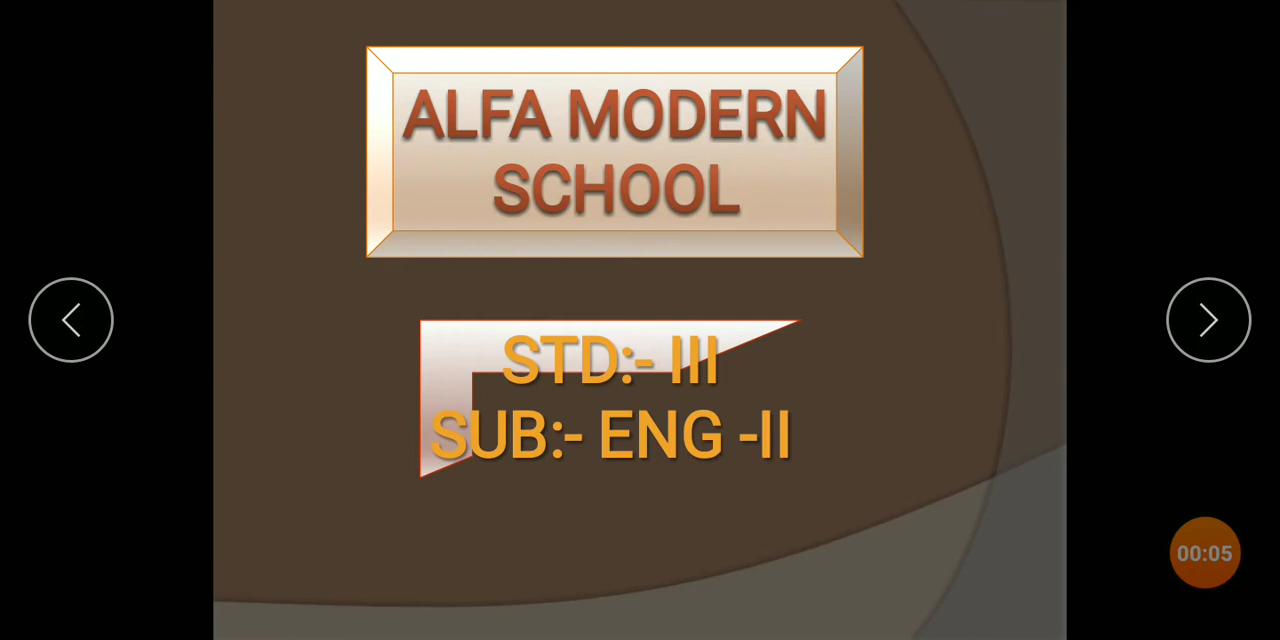 ALFA MODERN
SCHOOL
STD:- III
SUB:- ENG -II
00:05